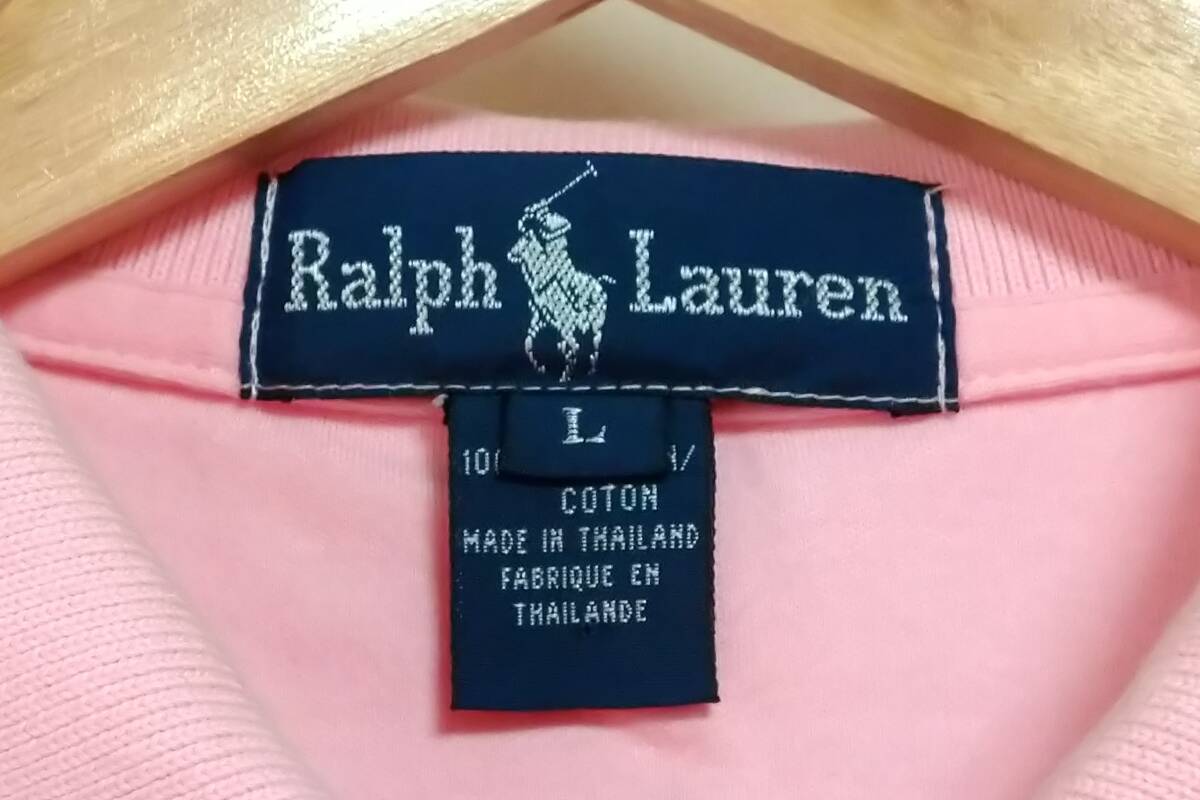 Ralph Lauren
L
COTON
MADE IN THAILAND
FABRIQUE EN
THAILANDE